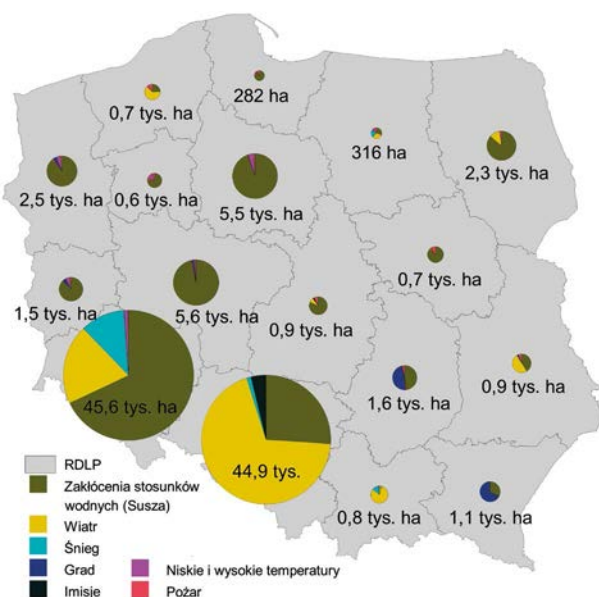 282 ha
0,7 tys. ha
316 ha
2,3 tys. ha
2,5 tys. ha
0,6 tys. ha
5,5 tys. ha
0,7 tys. ha
1,5 tys. ha
5,6 tys. ha
0,9 tys. ha
0,9 tys. ha
1,6 tys. ha
45,6 tys. ha
44,9 tys.
0,8 tys. ha
1,1 tys. ha
RDLP
Zakłócenia stosunków
wodnych (Susza)
Wiatr
Śnieg
Grad
Imisje
Niskie i wysokie temperatury
Pożar